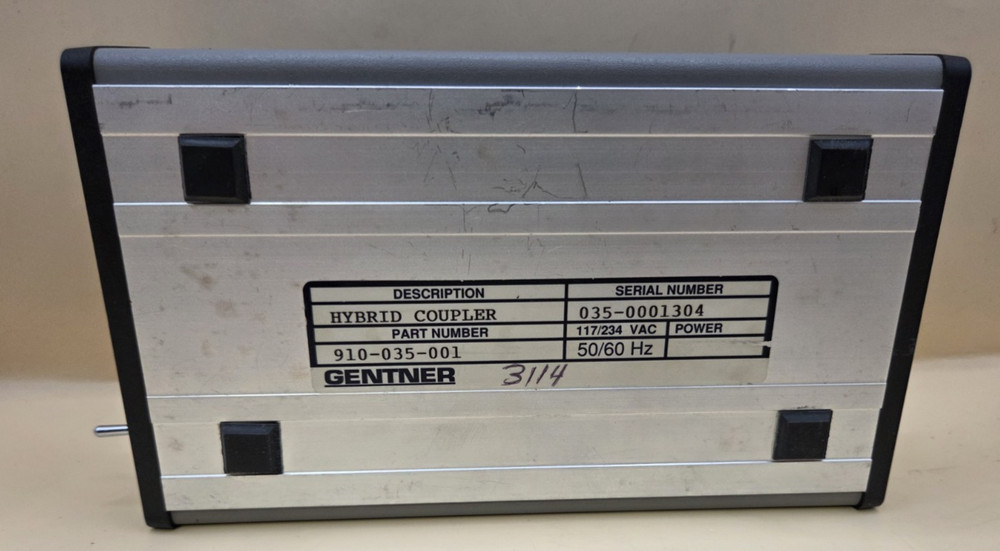 DESCRIPTION SERIAL NUMBER
HYBRID COUPLER 035-0001304
PART NUMBER 117/234 VAC POWER
910-035-001 50/60 Hz
GENTNER 3114